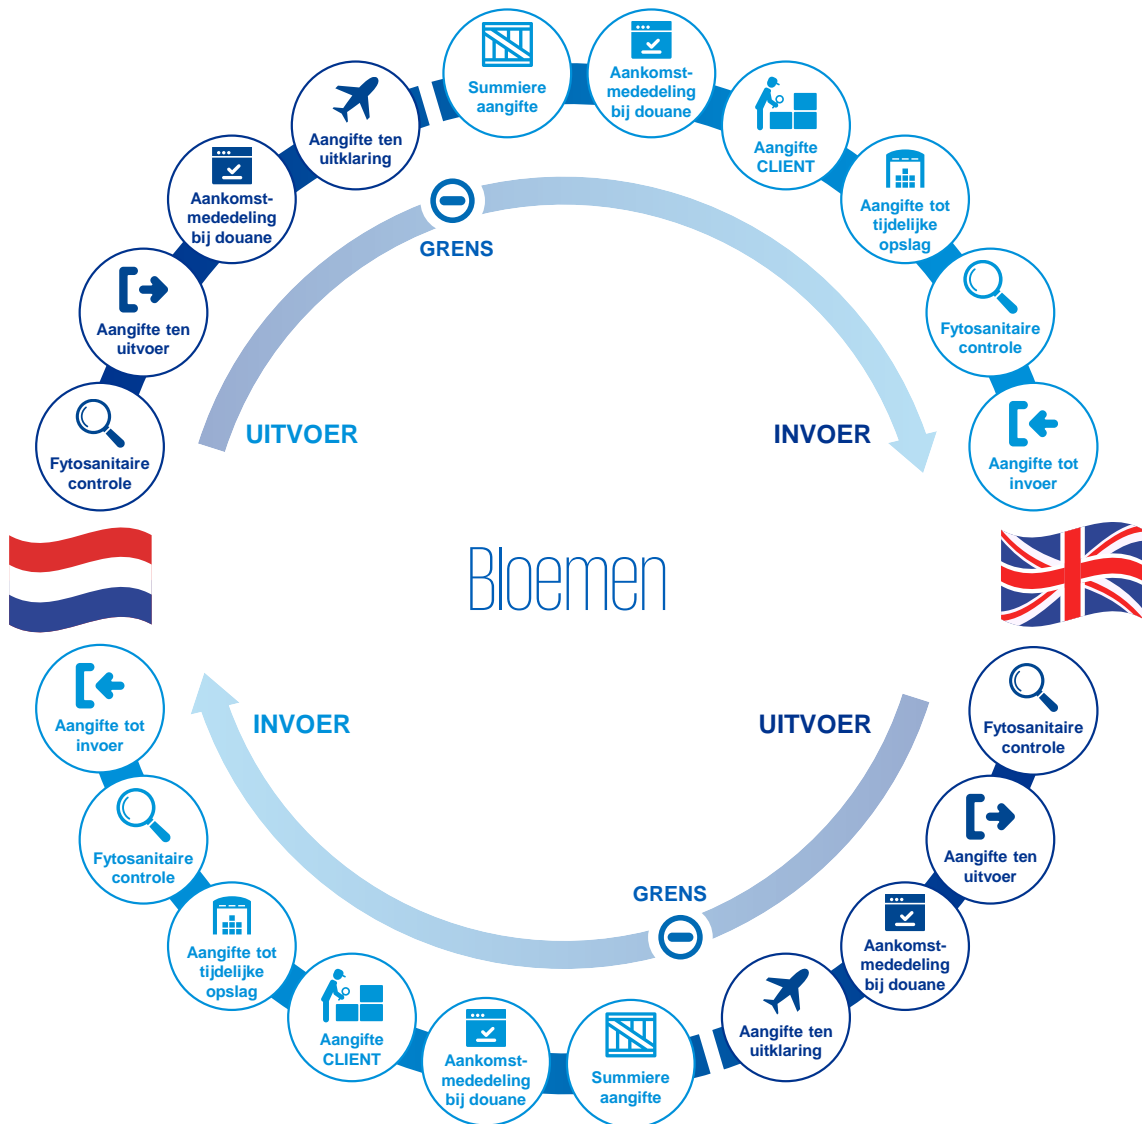 Summiere
aangifte
Aankomst-
mededeling
bij douane
Aangifte
CLIENT
Aangifte tot
tijdelijke
opslag
Fytosanitaire
controle
Aangifte tot
invoer
Aangifte ten
uitklaring
Aankomst-
mededeling
bij douane
Aangifte ten
uitvoer
Fytosanitaire
controle
GRENS
UITVOER
INVOER
Bloemen
INVOER
UITVOER
GRENS
Aangifte tot
invoer
Fytosanitaire
controle
Aangifte tot
tijdelijke
opslag
Aangifte
CLIENT
Aankomst-
mededeling
bij douane
Summiere
aangifte
Aangifte ten
uitklaring
Aankomst-
mededeling
bij douane
Aangifte ten
uitvoer
Fytosanitaire
controle